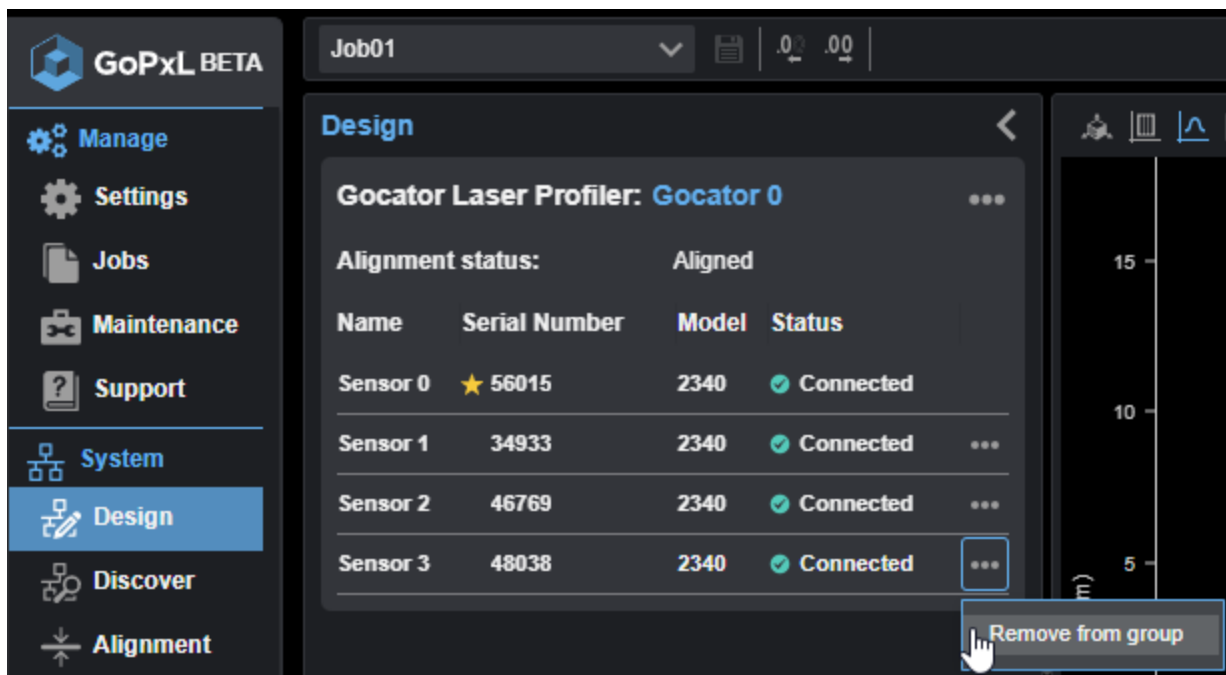 GoPxL BETA
Job01
.00 .00
Manage
Settings
Jobs
Maintenance
Support
System
Design
Discover
Alignment
Design
Gocator Laser Profiler: Gocator 0
Alignment status: Aligned
Name Serial Number Model Status
Sensor 0 56015 2340 Connected
Sensor 1 34933 2340 Connected
Sensor 2 46769 2340 Connected
Sensor 3 48038 2340 Connected
Remove from group
15
10
5
m)